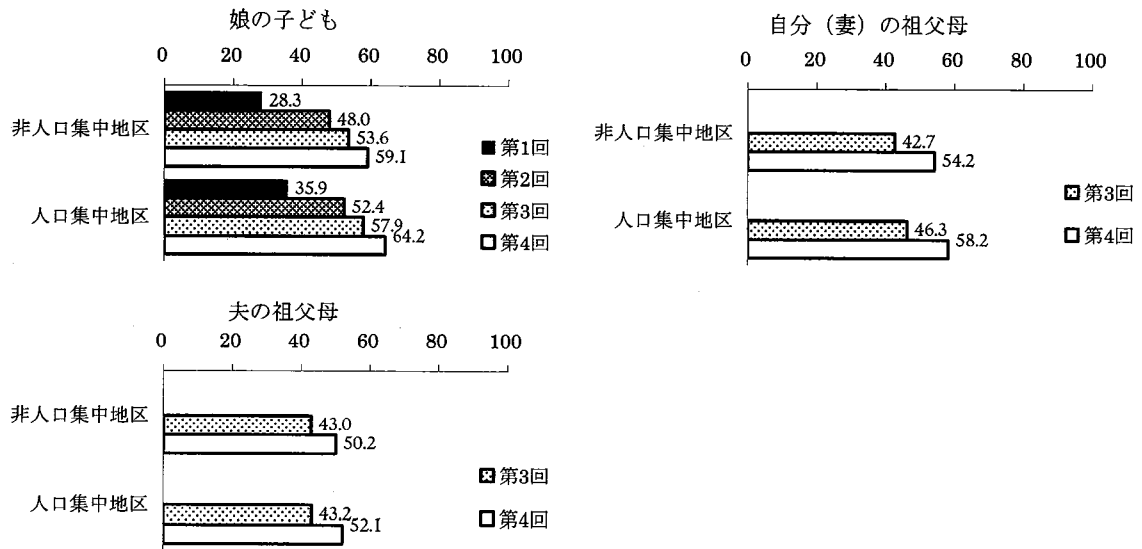 娘の子ども
0 20 40 60 80 100
非人口集中地区
28.3
48.0
53.6
59.1
人口集中地区
35.9
52.4
57.9
64.2
第1回
第2回
第3回
第4回
自分（妻）の祖父母
0 20 40 60 80 100
非人口集中地区
42.7
54.2
人口集中地区
46.3
58.2
第3回
第4回
夫の祖父母
0 20 40 60 80 100
非人口集中地区
43.0
50.2
人口集中地区
43.2
52.1
第3回
第4回